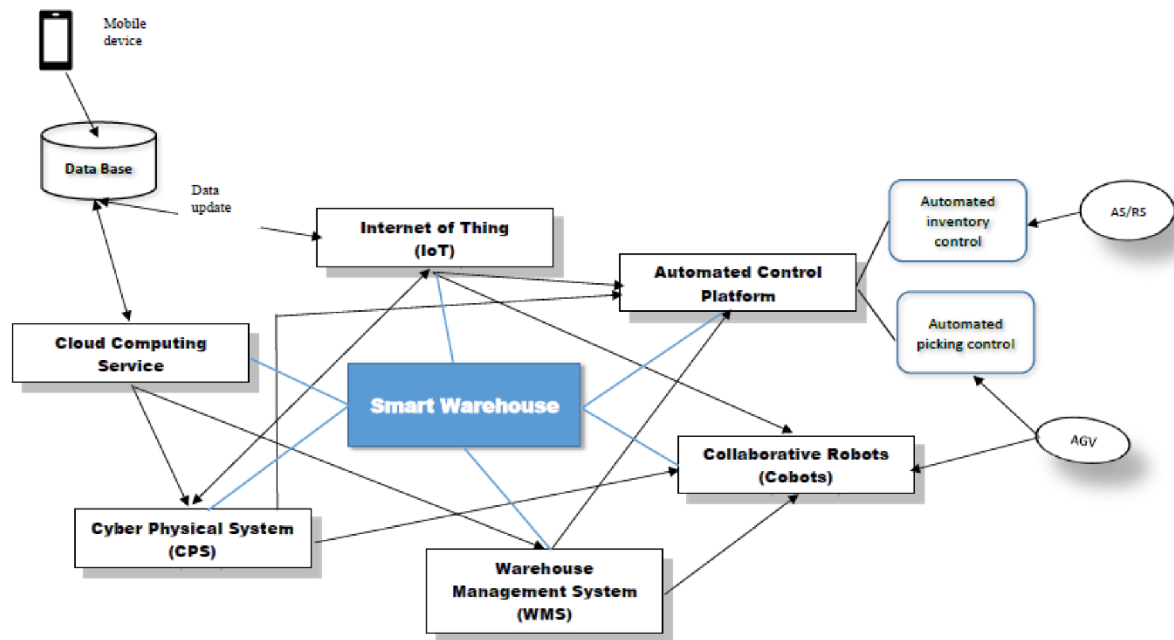 Mobile
device
Data Base
Data
update
Internet of Thing
(IoT)
Automated
inventory
control
AS/RS
Automated Control
Platform
Automated
picking control
Cloud Computing
Service
Smart Warehouse
Collaborative Robots
(Cobots)
AGV
Cyber Physical System
(CPS)
Warehouse
Management System
(WMS)